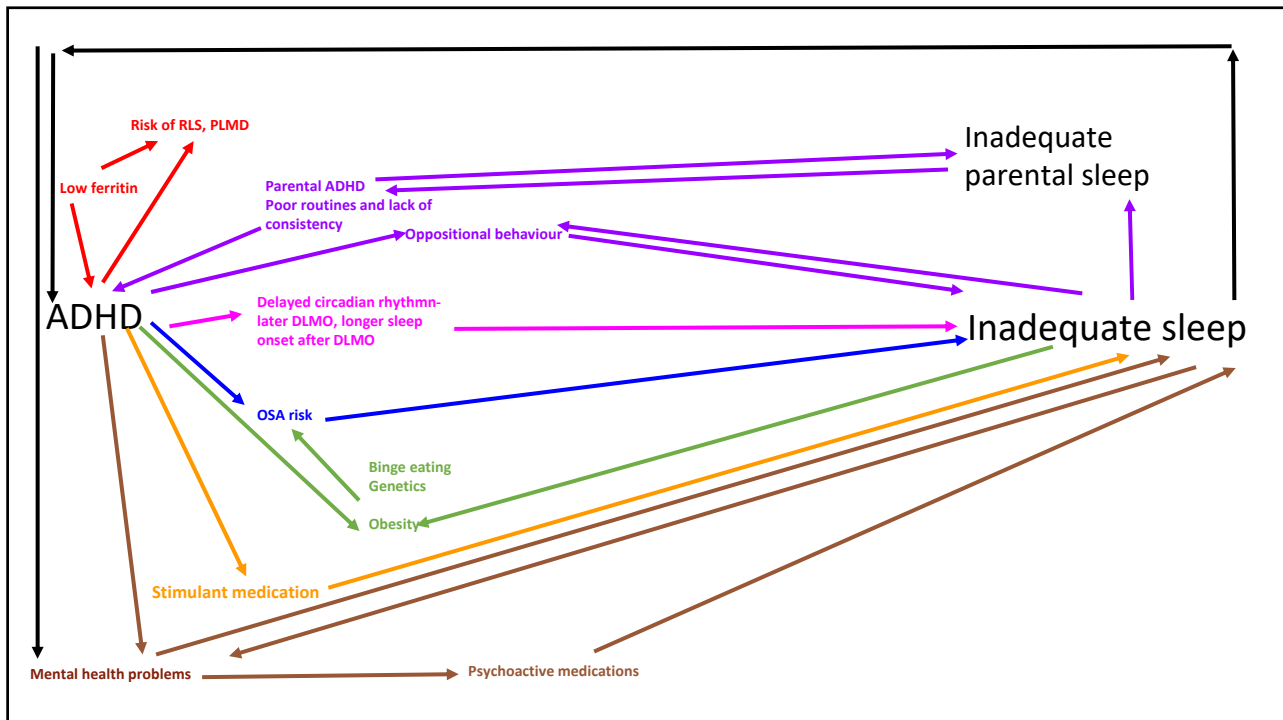 Risk of RLS, PLMD
Inadequate
parental sleep
Low ferritin
Parental ADHD
Poor routines and lack of
consistency
Oppositional behaviour
ADHD
Delayed circadian rhythmn-
later DLMO, longer sleep
onset after DLMO
Inadequate sleep
OSA risk
Binge eating
Genetics
Obesity
Stimulant medication
Mental health problems
Psychoactive medications